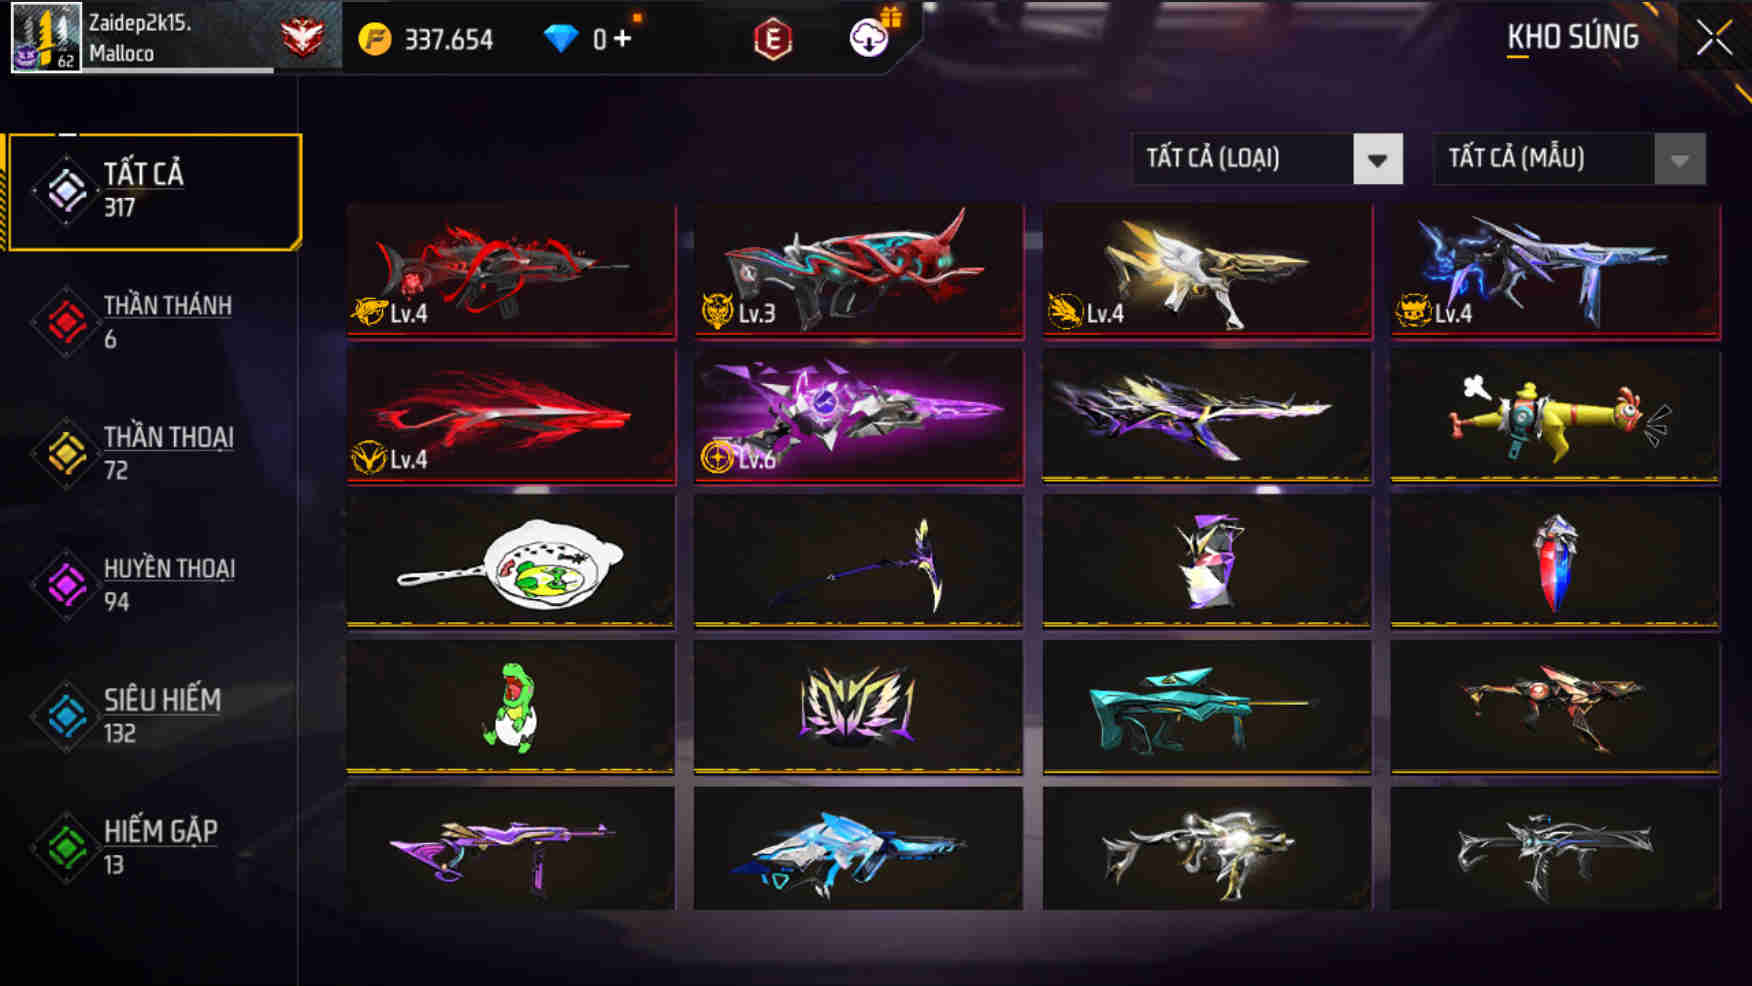 Zaidep2k15.
Malloco
62
F
337.654
0 +
E
KHO SÚNG
TẤT CẢ
317
THẦN THÁNH
6
THẦN THOẠI
72
HUYỀN THOẠI
94
SIÊU HIẾM
132
HIẾM GẶP
13
TẤT CẢ (LOẠI)
TẤT CẢ (MẪU)
Lv.4
Lv.3
Lv.4
Lv.4
Lv.4
Lv.6